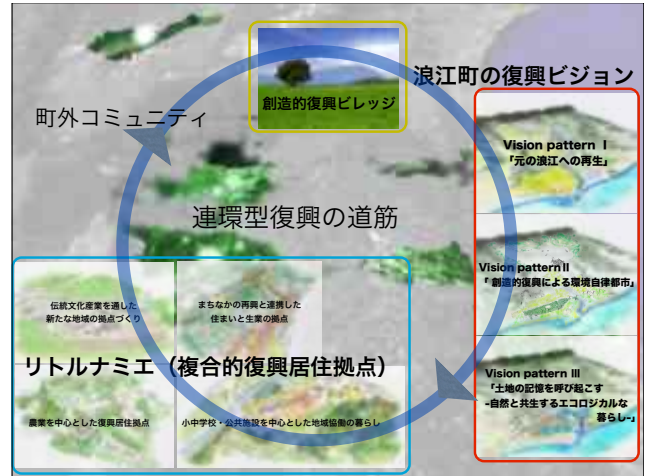 創造的復興ビレッジ
浪江町の復興ビジョン
町外コミュニティ
Vision pattern Ⅰ
「元の浪江への再生」
連環型復興の道筋
Vision patternⅡ
「 創造的復興による環境自律都市」
伝統文化産業を通した
新たな地域の拠点づくり
まちなかの再興と連携した
住まいと生業の拠点
リトルナミエ（複合的復興居住拠点）
Vision pattern Ⅲ
「土地の記憶を呼び起こす
-自然と共生するエコロジカルな
暮らし-」
農業を中心とした復興居住拠点
小中学校・公共施設を中心とした地域協働の暮らし